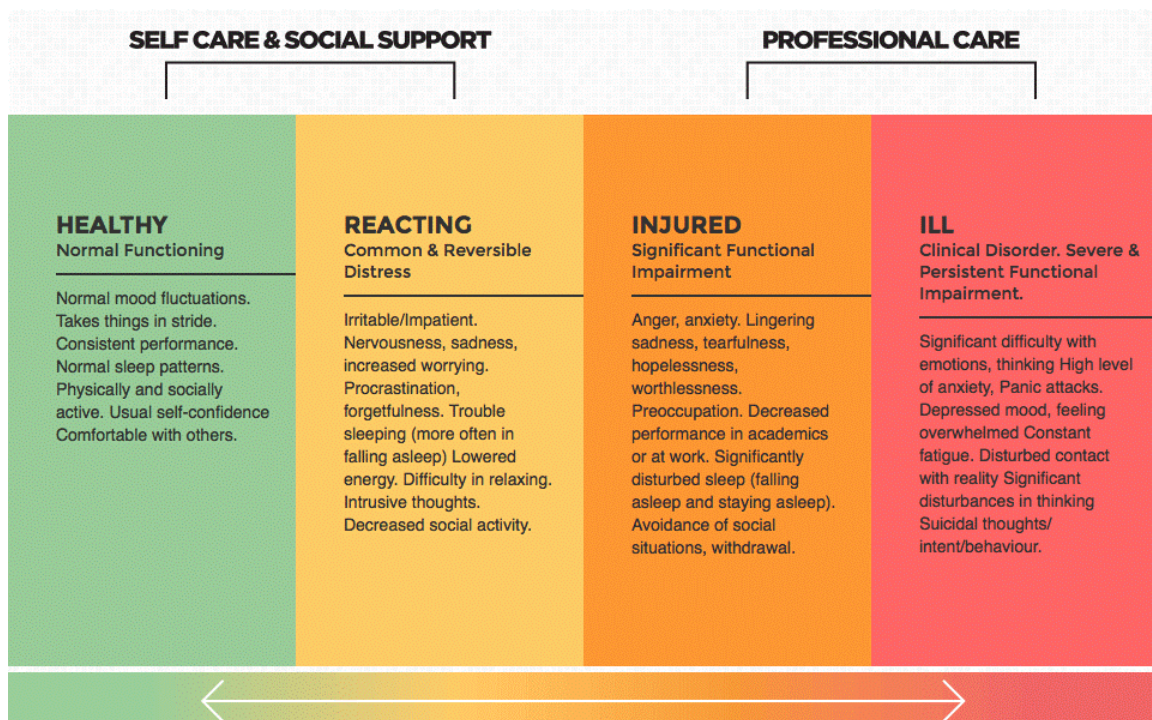 SELF CARE & SOCIAL SUPPORT
PROFESSIONAL CARE
HEALTHY
Normal Functioning
Normal mood fluctuations.
Takes things in stride.
Consistent performance.
Normal sleep patterns.
Physically and socially
active. Usual self-confidence
Comfortable with others.
REACTING
Common & Reversible
Distress
Irritable/Impatient.
Nervousness, sadness,
increased worrying.
Procrastination,
forgetfulness. Trouble
sleeping (more often in
falling asleep) Lowered
energy. Difficulty in relaxing.
Intrusive thoughts.
Decreased social activity.
INJURED
Significant Functional
Impairment
Anger, anxiety. Lingering
sadness, tearfulness,
hopelessness,
worthlessness.
Preoccupation. Decreased
performance in academics
or at work. Significantly
disturbed sleep (falling
asleep and staying asleep).
Avoidance of social
situations, withdrawal.
ILL
Clinical Disorder. Severe &
Persistent Functional
Impairment.
Significant difficulty with
emotions, thinking High level
of anxiety, Panic attacks.
Depressed mood, feeling
overwhelmed Constant
fatigue. Disturbed contact
with reality Significant
disturbances in thinking
Suicidal thoughts/
intent/behaviour.